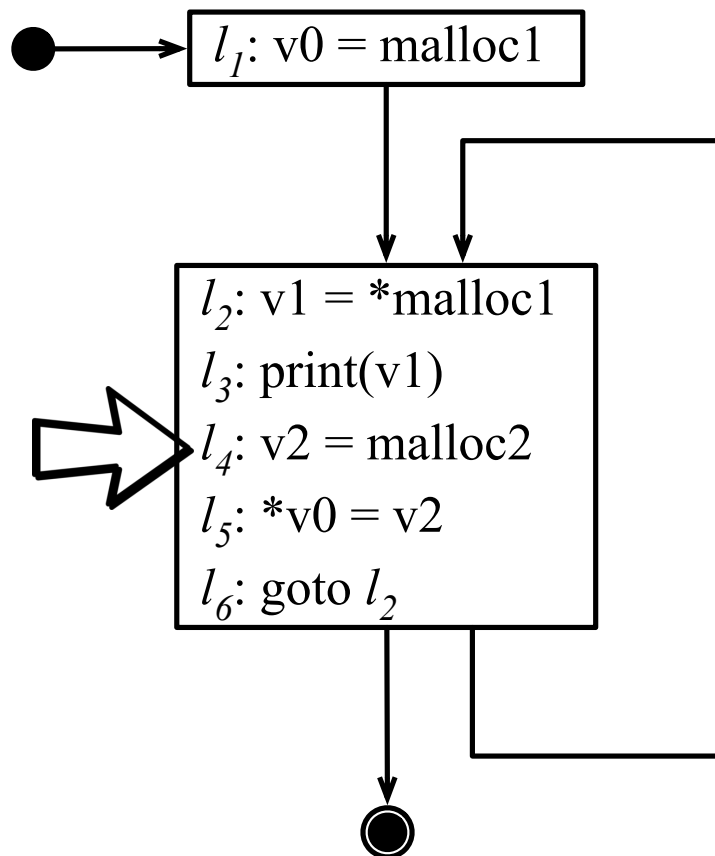 l₁: v0 = malloc1
l₂: v1 = *malloc1
l₃: print(v1)
l₄: v2 = malloc2
l₅: *v0 = v2
l₆: goto l₂